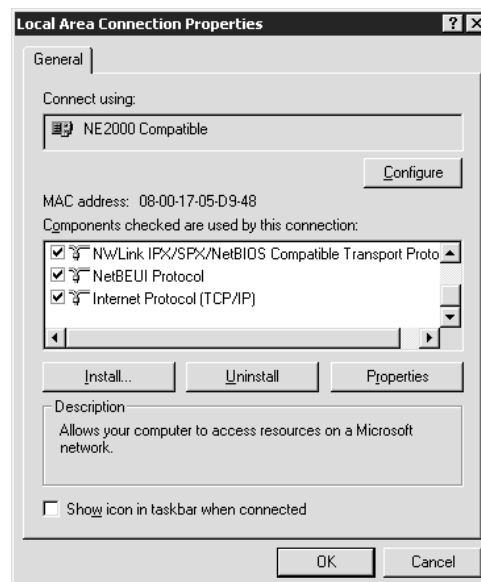 Local Area Connection Properties
General
Connect using:
NE2000 Compatible
Configure
MAC address: 08-00-17-05-D9-48
Components checked are used by this connection:
NWLink IPX/SPX/NetBIOS Compatible Transport Proto
NetBEUI Protocol
Internet Protocol (TCP/IP)
Install... Uninstall Properties
Description
Allows your computer to access resources on a Microsoft
network.
Show icon in taskbar when connected
OK Cancel